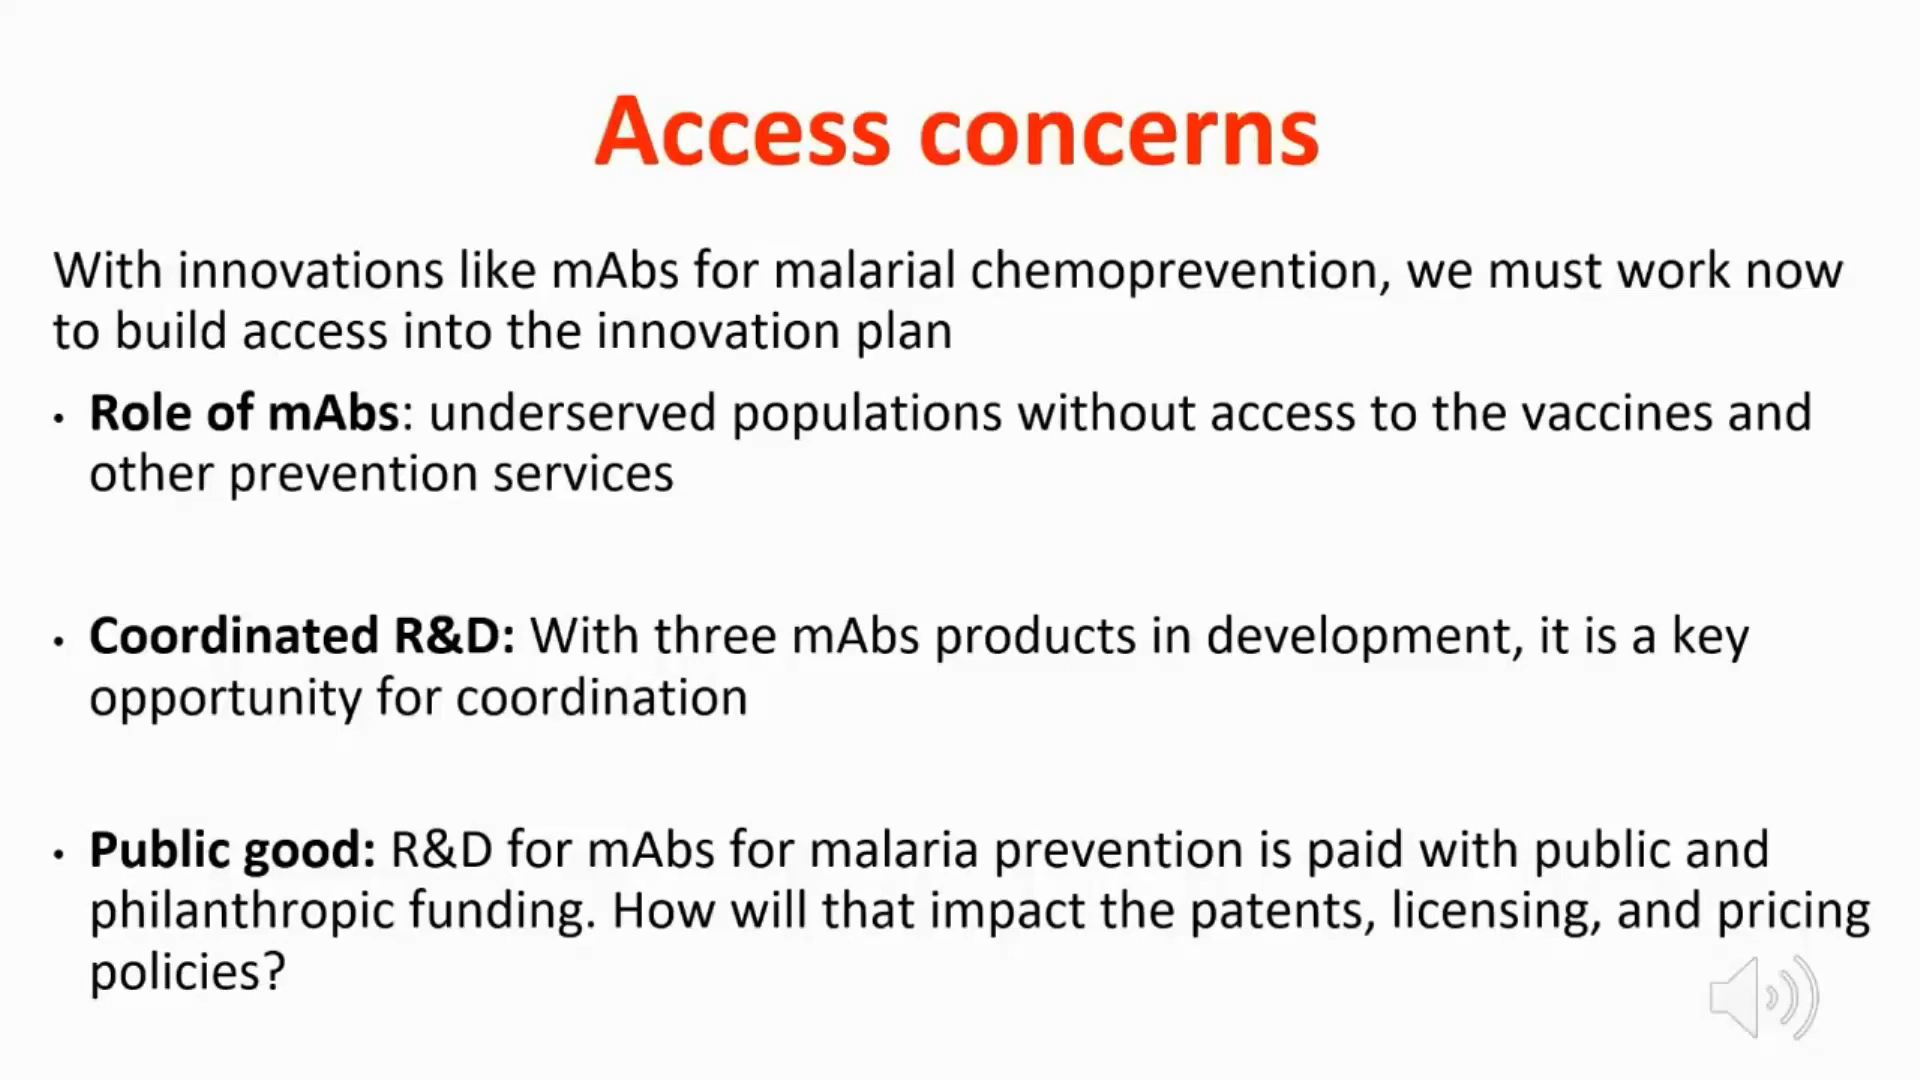 Access concerns
With innovations like mAbs for malarial chemoprevention, we must work now
to build access into the innovation plan
• Role of mAbs: underserved populations without access to the vaccines and
other prevention services
• Coordinated R&D: With three mAbs products in development, it is a key
opportunity for coordination
• Public good: R&D for mAbs for malaria prevention is paid with public and
philanthropic funding. How will that impact the patents, licensing, and pricing
policies?